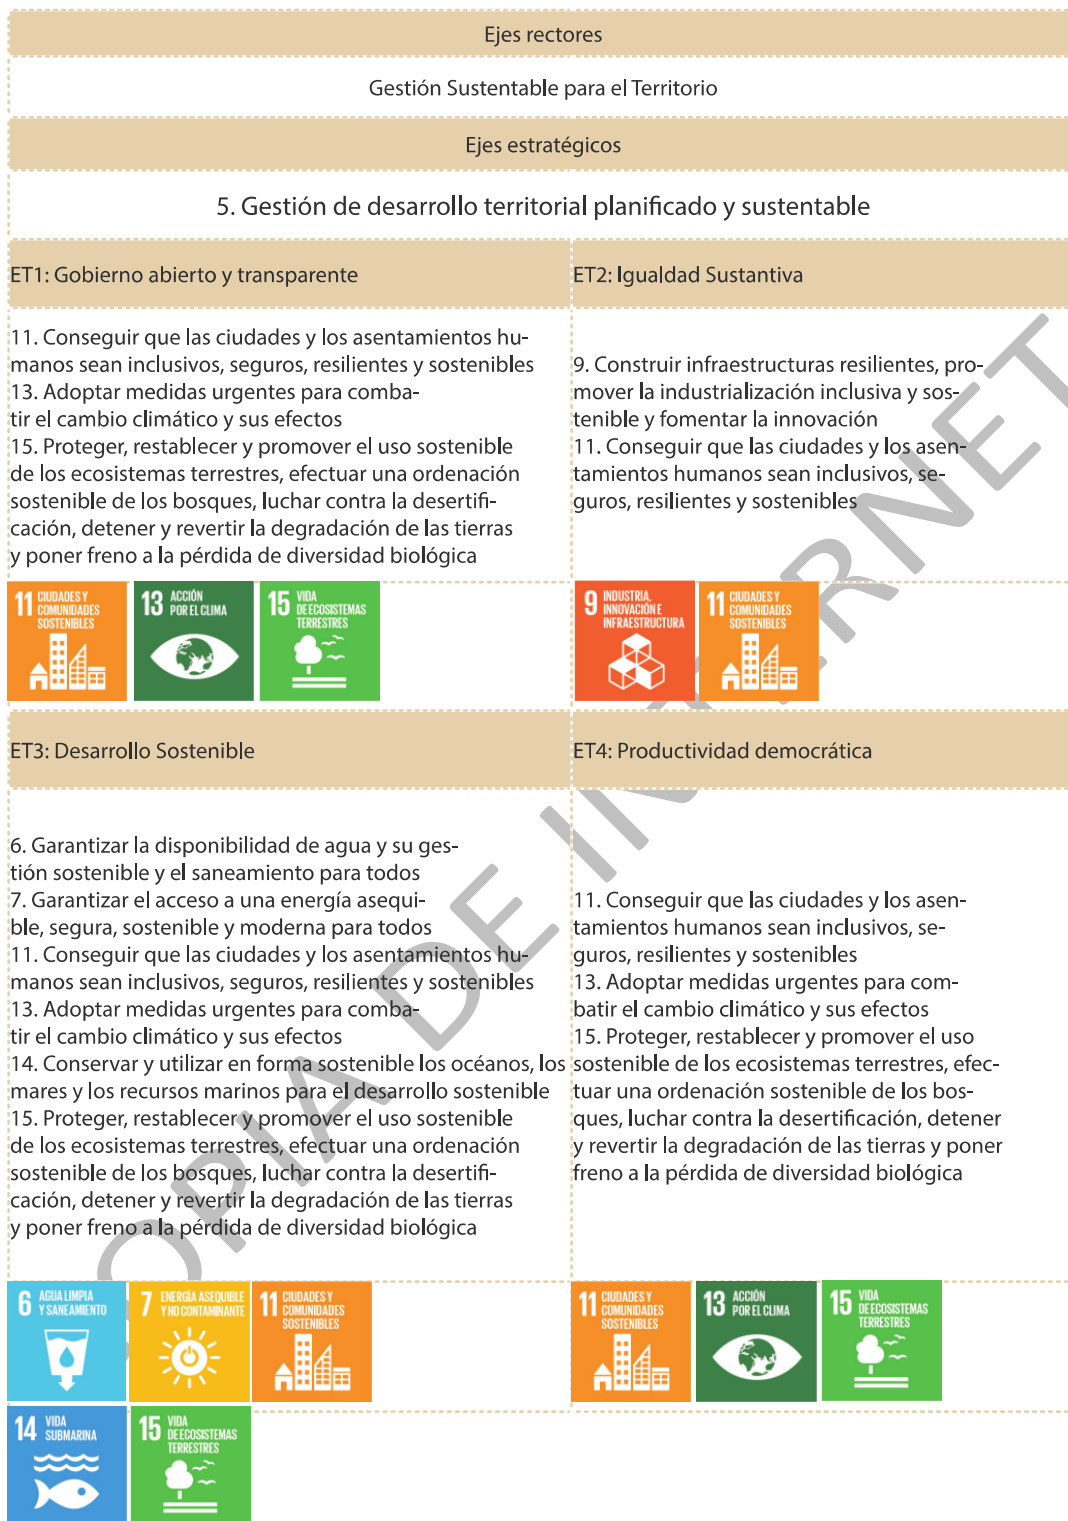 Ejes rectores
Gestión Sustentable para el Territorio
Ejes estratégicos
5. Gestión de desarrollo territorial planificado y sustentable
ET1: Gobierno abierto y transparente
11. Conseguir que las ciudades y los asentamientos hu-
manos sean inclusivos, seguros, resilientes y sostenibles
13. Adoptar medidas urgentes para comba-
tir el cambio climático y sus efectos
15. Proteger, restablecer y promover el uso sostenible
de los ecosistemas terrestres, efectuar una ordenación
sostenible de los bosques, luchar contra la desertifi-
cación, detener y revertir la degradación de las tierras
y poner freno a la pérdida de diversidad biológica
11 CIUDADES Y
COMUNIDADES
SOSTENIBLES
13 ACCIÓN
POR EL CLIMA
15 VIDA
DE ECOSISTEMAS
TERRESTRES
ET2: Igualdad Sustantiva
9. Construir infraestructuras resilientes, pro-
mover la industrialización inclusiva y sos-
tenible y fomentar la innovación
11. Conseguir que las ciudades y los asen-
tamientos humanos sean inclusivos, se-
guros, resilientes y sostenibles
9 INDUSTRIA,
INNOVACIÓN E
INFRAESTRUCTURA
11 CIUDADES Y
COMUNIDADES
SOSTENIBLES
ET3: Desarrollo Sostenible
6. Garantizar la disponibilidad de agua y su ges-
tión sostenible y el saneamiento para todos
7. Garantizar el acceso a una energía asequi-
ble, segura, sostenible y moderna para todos
11. Conseguir que las ciudades y los asentamientos hu-
manos sean inclusivos, seguros, resilientes y sostenibles
13. Adoptar medidas urgentes para comba-
tir el cambio climático y sus efectos
14. Conservar y utilizar en forma sostenible los océanos, los
mares y los recursos marinos para el desarrollo sostenible
15. Proteger, restablecer y promover el uso sostenible
de los ecosistemas terrestres, efectuar una ordenación
sostenible de los bosques, luchar contra la desertifi-
cación, detener y revertir la degradación de las tierras
y poner freno a la pérdida de diversidad biológica
6 AGUA LIMPIA
Y SANEAMIENTO
7 ENERGÍA ASEQUIBLE
Y NO CONTAMINANTE
11 CIUDADES Y
COMUNIDADES
SOSTENIBLES
14 VIDA
SUBMARINA
15 VIDA
DE ECOSISTEMAS
TERRESTRES
ET4: Productividad democrática
11. Conseguir que las ciudades y los asen-
tamientos humanos sean inclusivos, se-
guros, resilientes y sostenibles
13. Adoptar medidas urgentes para com-
batir el cambio climático y sus efectos
15. Proteger, restablecer y promover el uso
sostenible de los ecosistemas terrestres, efec-
tuar una ordenación sostenible de los bos-
ques, luchar contra la desertificación, detener
y revertir la degradación de las tierras y poner
freno a la pérdida de diversidad biológica
11 CIUDADES Y
COMUNIDADES
SOSTENIBLES
13 ACCIÓN
POR EL CLIMA
15 VIDA
DE ECOSISTEMAS
TERRESTRES